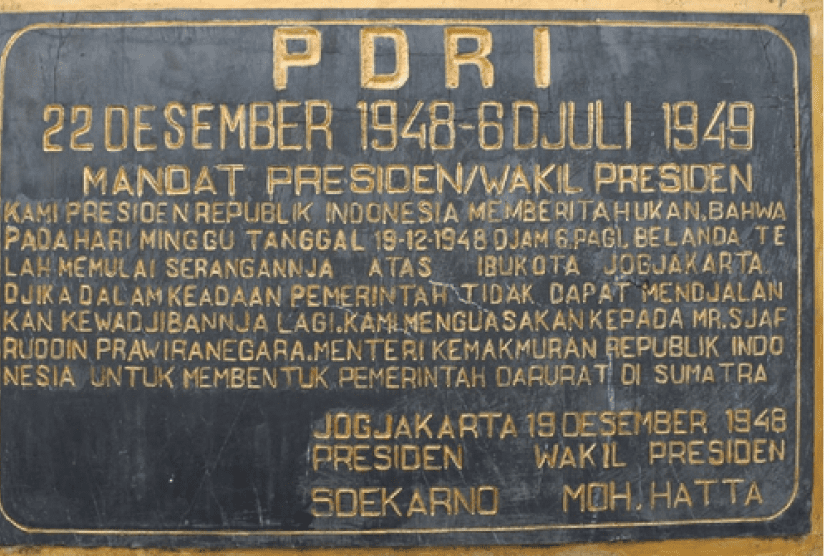 PDRI
22 DESEMBER 1948-6 DJULI 1949
MANDAT PRESIDEN/WAKIL PRESIDEN
KAMI PRESIDEN REPUBLIK INDONESIA MEMBERITAHUKAN.BAHWA
PADA HARI MINGGU TANGGAL 19-12-1948 DJAM 6.PAGI. BELANDA TE
LAH MEMULAI SERANGANNJA ATAS IBUKOTA JOGJAKARTA
DJIKA DALAM KEADAAN PEMERINTAH TIDAK DAPAT MENDJALAN
KAN KEWADJIBANNJA LAGI.KAMI MENGUASAKAN KEPADA MR.SJAF
RUDDIN PRAWIRANEGARA.MENTERI KEMAKMURAN REPUBLIK INDO
NESIA UNTUK MEMBENTUK PEMERINTAH DARURAT DI SUMATRA
JOGJAKARTA 19 DESEMBER 1948
PRESIDEN WAKIL PRESIDEN
SOEKARNO MOH. HATTA